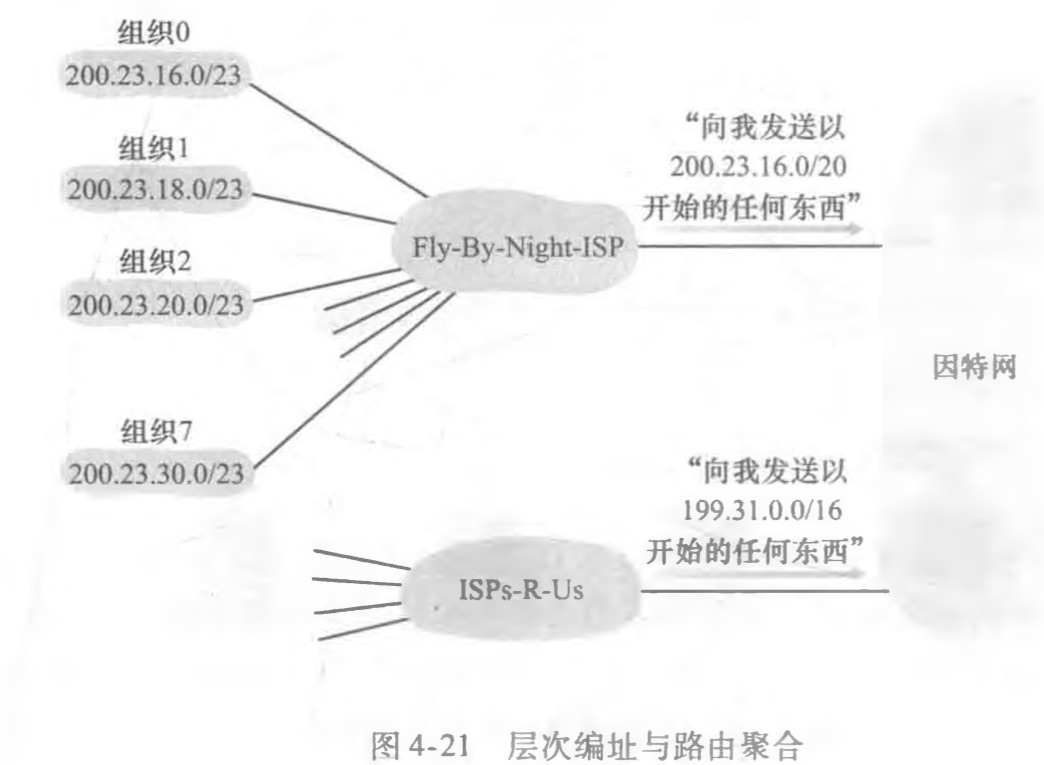 组织0
200.23.16.0/23
组织1
200.23.18.0/23
组织2
200.23.20.0/23
组织7
200.23.30.0/23
Fly-By-Night-ISP
“向我发送以
200.23.16.0/20
开始的任何东西”
因特网
“向我发送以
199.31.0.0/16
开始的任何东西”
ISPs-R-Us
图4-21 层次编址与路由聚合